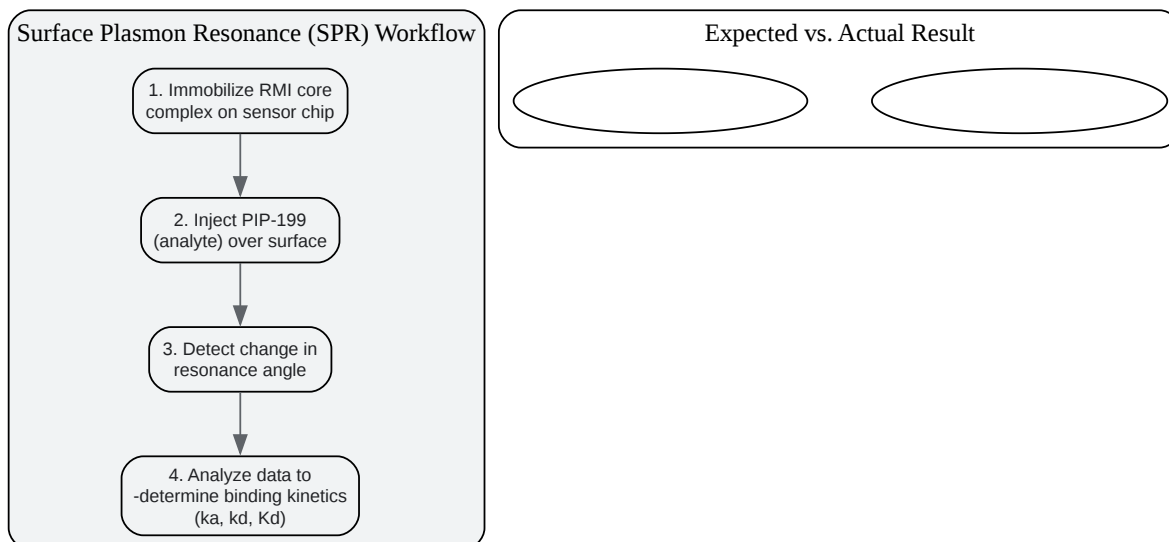 Surface Plasmon Resonance (SPR) Workflow
1. Immobilize RMI core
complex on sensor chip
2. Inject PIP-199
(analyte) over surface
3. Detect change in
resonance angle
4. Analyze data to
-determine binding kinetics
(ka, kd, Kd)
Expected vs. Actual Result